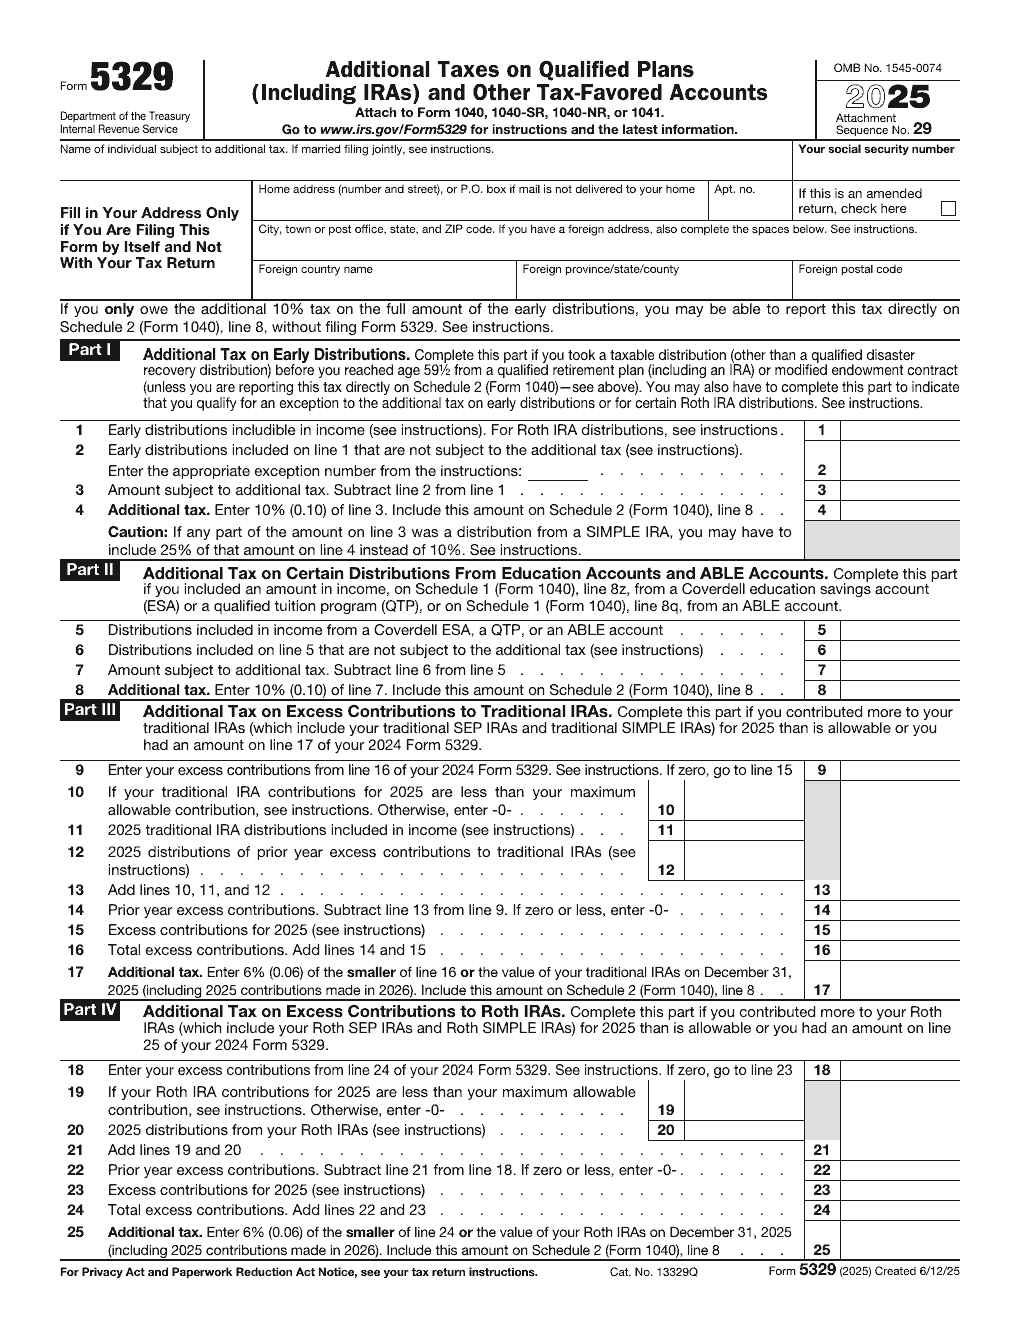 Form 5329
Department of the Treasury
Internal Revenue Service
Additional Taxes on Qualified Plans
(Including IRAs) and Other Tax-Favored Accounts
Attach to Form 1040, 1040-SR, 1040-NR, or 1041.
Go to www.irs.gov/Form5329 for instructions and the latest information.
OMB No. 1545-0074
2025
Attachment
Sequence No. 29
Name of individual subject to additional tax. If married filing jointly, see instructions.
Your social security number
Fill in Your Address Only
if You Are Filing This
Form by Itself and Not
With Your Tax Return
Home address (number and street), or P.O. box if mail is not delivered to your home
Apt. no.
If this is an amended
return, check here
City, town or post office, state, and ZIP code. If you have a foreign address, also complete the spaces below. See instructions.
Foreign country name
Foreign province/state/county
Foreign postal code
If you only owe the additional 10% tax on the full amount of the early distributions, you may be able to report this tax directly on
Schedule 2 (Form 1040), line 8, without filing Form 5329. See instructions.
Part I Additional Tax on Early Distributions. Complete this part if you took a taxable distribution (other than a qualified disaster
recovery distribution) before you reached age 59½ from a qualified retirement plan (including an IRA) or modified endowment contract
(unless you are reporting this tax directly on Schedule 2 (Form 1040)—see above). You may also have to complete this part to indicate
that you qualify for an exception to the additional tax on early distributions or for certain Roth IRA distributions. See instructions.
1 Early distributions includible in income (see instructions). For Roth IRA distributions, see instructions . 1
2 Early distributions included on line 1 that are not subject to the additional tax (see instructions).
Enter the appropriate exception number from the instructions: ______ . . . . . . . . . . 2
3 Amount subject to additional tax. Subtract line 2 from line 1 . . . . . . . . . . . . . . 3
4 Additional tax. Enter 10% (0.10) of line 3. Include this amount on Schedule 2 (Form 1040), line 8 . . 4
Caution: If any part of the amount on line 3 was a distribution from a SIMPLE IRA, you may have to
include 25% of that amount on line 4 instead of 10%. See instructions.
Part II Additional Tax on Certain Distributions From Education Accounts and ABLE Accounts. Complete this part
if you included an amount in income, on Schedule 1 (Form 1040), line 8z, from a Coverdell education savings account
(ESA) or a qualified tuition program (QTP), or on Schedule 1 (Form 1040), line 8q, from an ABLE account.
5 Distributions included in income from a Coverdell ESA, a QTP, or an ABLE account . . . . . . 5
6 Distributions included on line 5 that are not subject to the additional tax (see instructions) . . . . 6
7 Amount subject to additional tax. Subtract line 6 from line 5 . . . . . . . . . . . . . . 7
8 Additional tax. Enter 10% (0.10) of line 7. Include this amount on Schedule 2 (Form 1040), line 8 . . 8
Part III Additional Tax on Excess Contributions to Traditional IRAs. Complete this part if you contributed more to your
traditional IRAs (which include your traditional SEP IRAs and traditional SIMPLE IRAs) for 2025 than is allowable or you
had an amount on line 17 of your 2024 Form 5329.
9 Enter your excess contributions from line 16 of your 2024 Form 5329. See instructions. If zero, go to line 15 9
10 If your traditional IRA contributions for 2025 are less than your maximum
allowable contribution, see instructions. Otherwise, enter -0- . . . . . . 10
11 2025 traditional IRA distributions included in income (see instructions) . . . 11
12 2025 distributions of prior year excess contributions to traditional IRAs (see
instructions) . . . . . . . . . . . . . . . . . . 12
13 Add lines 10, 11, and 12 . . . . . . . . . . . . . . . . . . . . . . 13
14 Prior year excess contributions. Subtract line 13 from line 9. If zero or less, enter -0- . . . . . . 14
15 Excess contributions for 2025 (see instructions) . . . . . . . . . . . . . . . . . 15
16 Total excess contributions. Add lines 14 and 15 . . . . . . . . . . . . . . . . . 16
17 Additional tax. Enter 6% (0.06) of the smaller of line 16 or the value of your traditional IRAs on December 31,
2025 (including 2025 contributions made in 2026). Include this amount on Schedule 2 (Form 1040), line 8 . . 17
Part IV Additional Tax on Excess Contributions to Roth IRAs. Complete this part if you contributed more to your Roth
IRAs (which include your Roth SEP IRAs and Roth SIMPLE IRAs) for 2025 than is allowable or you had an amount on line
25 of your 2024 Form 5329.
18 Enter your excess contributions from line 24 of your 2024 Form 5329. See instructions. If zero, go to line 23 18
19 If your Roth IRA contributions for 2025 are less than your maximum allowable
contribution, see instructions. Otherwise, enter -0- . . . . . . . . 19
20 2025 distributions from your Roth IRAs (see instructions) . . . . . . . 20
21 Add lines 19 and 20 . . . . . . . . . . . . . . . . . . . . . . . 21
22 Prior year excess contributions. Subtract line 21 from line 18. If zero or less, enter -0- . . . . . . 22
23 Excess contributions for 2025 (see instructions) . . . . . . . . . . . . . . . . . 23
24 Total excess contributions. Add lines 22 and 23 . . . . . . . . . . . . . . . . . 24
25 Additional tax. Enter 6% (0.06) of the smaller of line 24 or the value of your Roth IRAs on December 31, 2025
(including 2025 contributions made in 2026). Include this amount on Schedule 2 (Form 1040), line 8 . . . 25
For Privacy Act and Paperwork Reduction Act Notice, see your tax return instructions. Cat. No. 13329Q Form 5329 (2025) Created 6/12/25